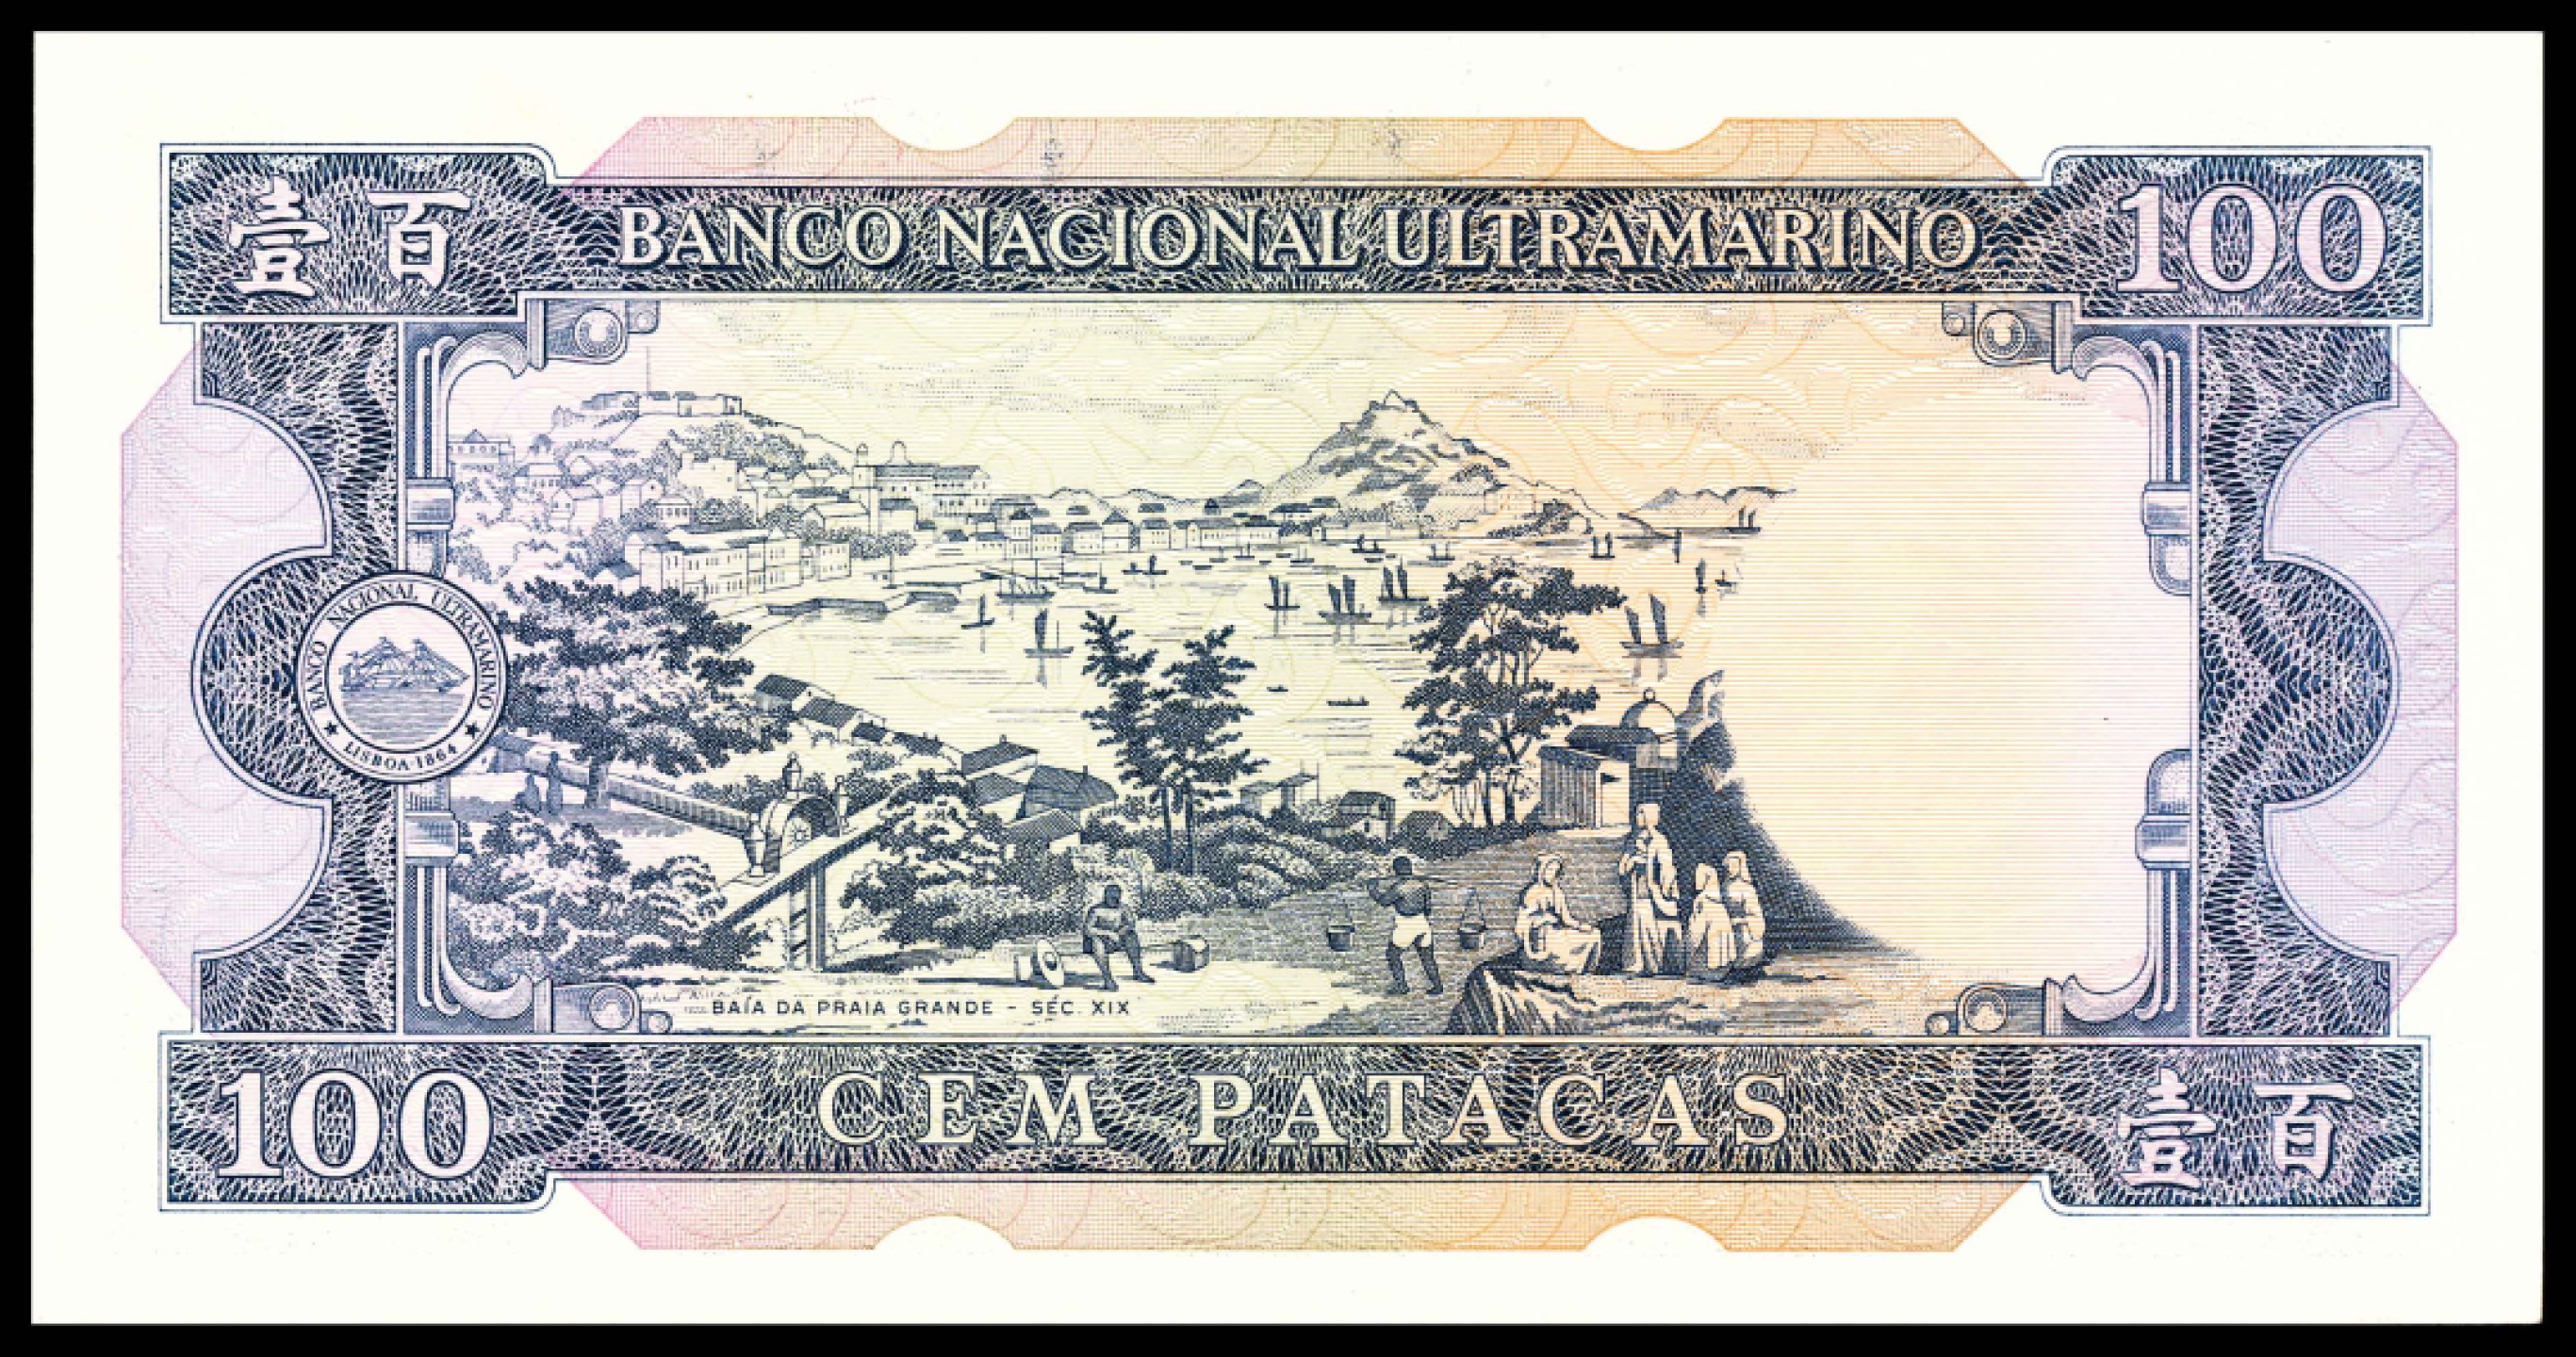 壹 百
BANCO NACIONAL ULTRAMARINO
100
BANCO NACIONAL ULTRAMARINO
★ LISBOA 1864 ★
BAÍA DA PRAIA GRANDE - SÉC. XIX
100
CEM PATACAS
壹 百